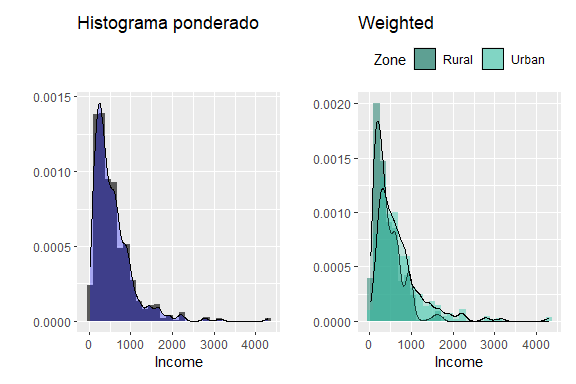 Histograma ponderado
0.0015
0.0010
0.0005
0.0000
0 1000 2000 3000 4000
Income
Weighted
Zone Rural Urban
0.0020
0.0015
0.0010
0.0005
0.0000
0 1000 2000 3000 4000
Income